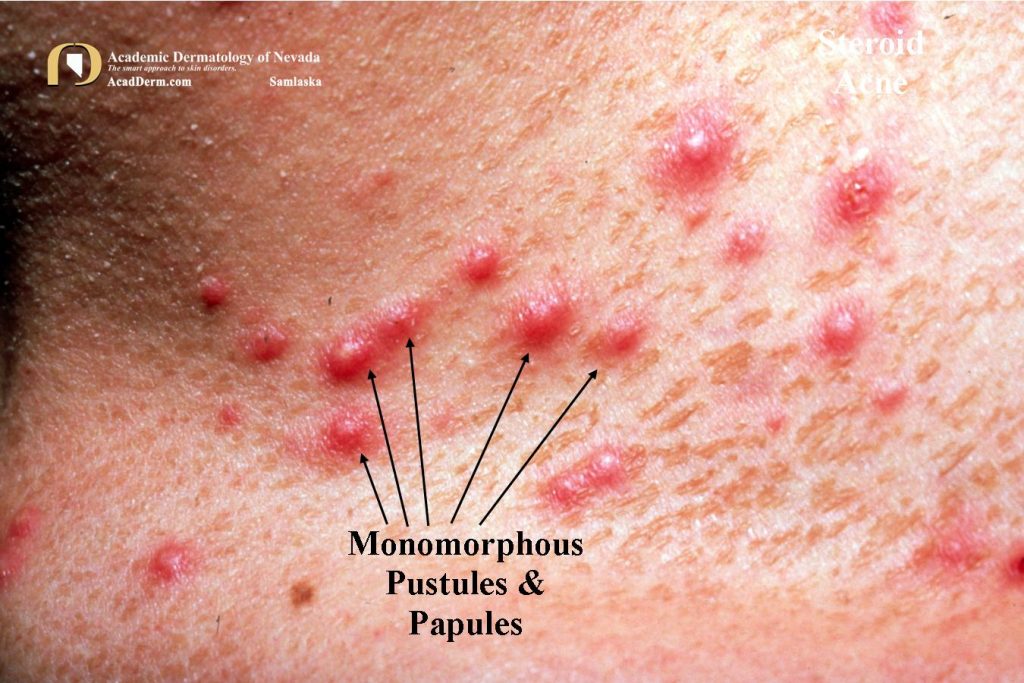 Academic Dermatology of Nevada
The smart approach to skin disorders.
AcadDerm.com Samlaska
Steroid
Acne
Monomorphous
Pustules &
Papules